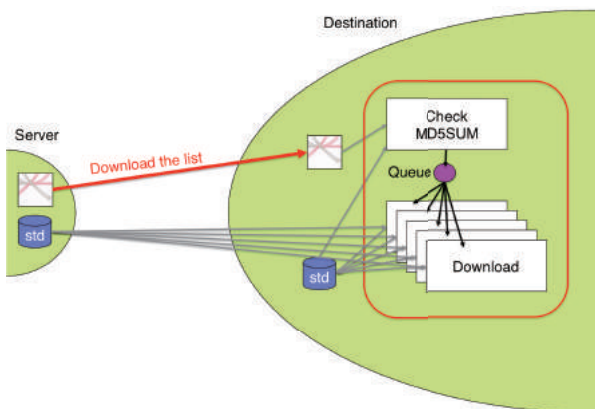 Destination
Server
Download the list
Check
MD5SUM
Queue
std
std
Download